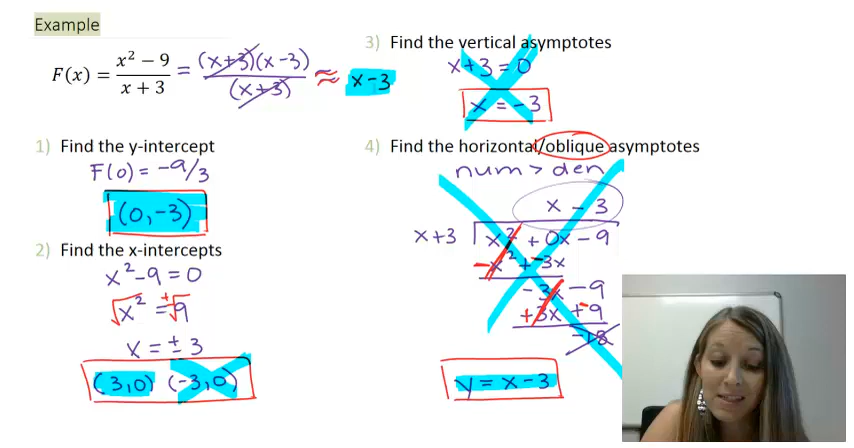 Example
F(x) = x² − 9 / x + 3 = (x+3)(x−3) / (x+3) ≈ x−3
1) Find the y-intercept
F(0) = −9/3
(0,−3)
2) Find the x-intercepts
x²−9 = 0
√x² = ±√9
x = ± 3
(3,0) (−3,0)
3) Find the vertical asymptotes
x+3 = 0
x = −3
4) Find the horizontal/oblique asymptotes
num > den
x − 3
x+3 x² + 0x − 9
−x² + −3x
−3x − 9
+3x + 9
y = x − 3